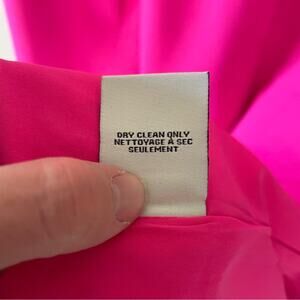 DRY CLEAN ONLY
NETTOYAGE À SEC
SEULEMENT